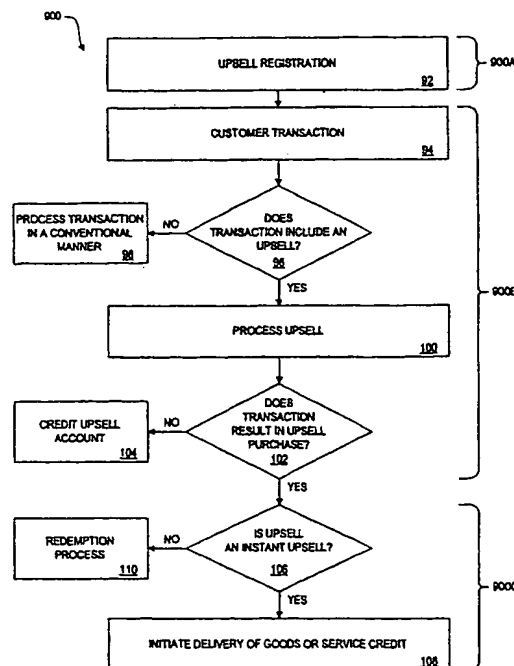 900
UPSELL REGISTRATION
92
900A
CUSTOMER TRANSACTION
94
DOES
TRANSACTION INCLUDE AN
UPSELL?
96
NO
PROCESS TRANSACTION
IN A CONVENTIONAL
MANNER
98
YES
900B
PROCESS UPSELL
100
DOES
TRANSACTION
RESULT IN UPSELL
PURCHASE?
102
NO
CREDIT UPSELL
ACCOUNT
104
YES
IS UPSELL
AN INSTANT UPSELL?
106
NO
REDEMPTION
PROCESS
110
YES
900C
INITIATE DELIVERY OF GOODS OR SERVICE CREDIT
108